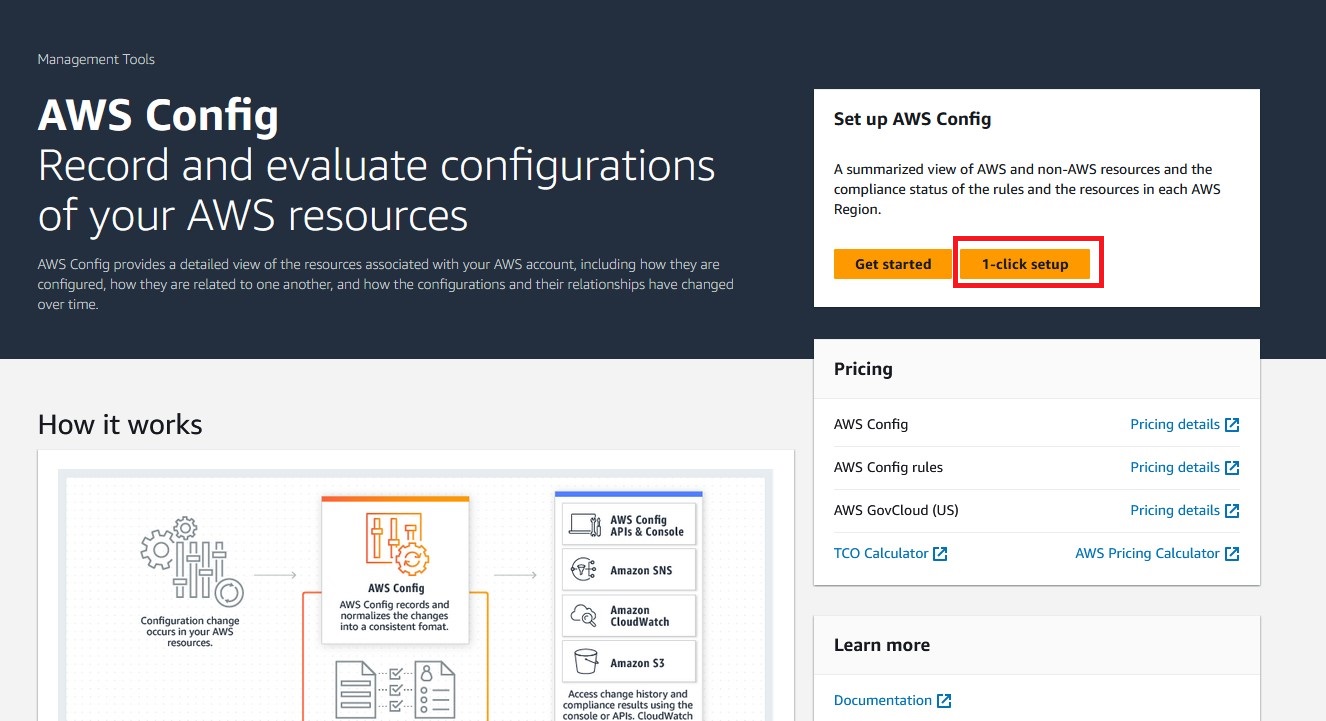 Management Tools
AWS Config
Record and evaluate configurations
of your AWS resources
AWS Config provides a detailed view of the resources associated with your AWS account, including how they are
configured, how they are related to one another, and how the configurations and their relationships have changed
over time.
Set up AWS Config
A summarized view of AWS and non-AWS resources and the
compliance status of the rules and the resources in each AWS
Region.
Get started
1-click setup
Pricing
AWS Config Pricing details
AWS Config rules Pricing details
AWS GovCloud (US) Pricing details
TCO Calculator AWS Pricing Calculator
How it works
Configuration change
occurs in your AWS
resources.
AWS Config
AWS Config records and
normalizes the changes
into a consistent fomat.
AWS Config
APIs & Console
Amazon SNS
Amazon
CloudWatch
Amazon S3
Access change history and
compliance results using the
console or APIs. CloudWatch
Learn more
Documentation